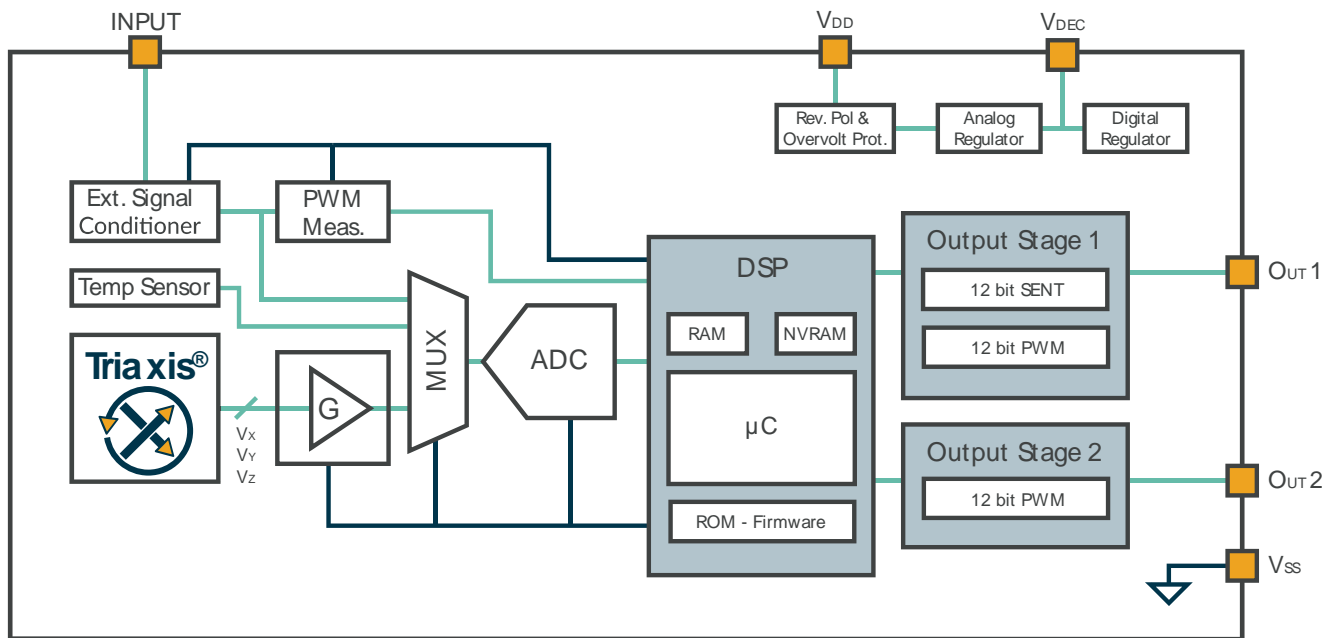 INPUT
VDD
VDEC
Rev. Pol &
Overvolt Prot.
Analog
Regulator
Digital
Regulator
Ext. Signal
Conditioner
PWM
Meas.
Temp Sensor
Triaxis®
VX
VY
VZ
G
MUX
ADC
DSP
RAM
NVRAM
µC
ROM - Firmware
Output Stage 1
12 bit SENT
12 bit PWM
Output Stage 2
12 bit PWM
OUT 1
OUT 2
VSS